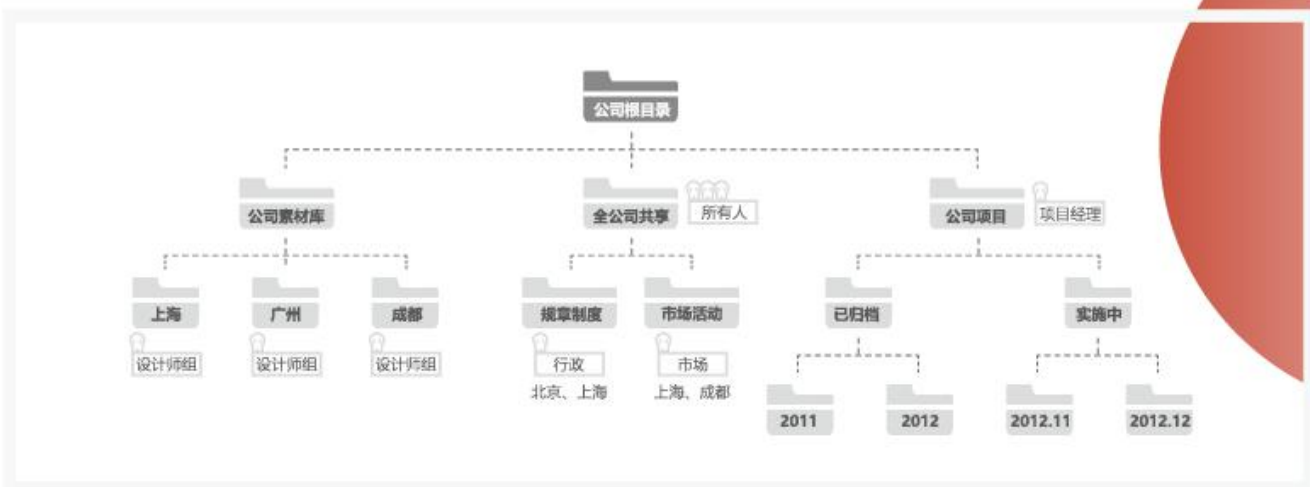 公司根目录
公司素材库
全公司共享
所有人
公司项目
项目经理
上海
广州
成都
规章制度
市场活动
已归档
实施中
设计师组
设计师组
设计师组
行政
市场
北京、上海
上海、成都
2011
2012
2012.11
2012.12